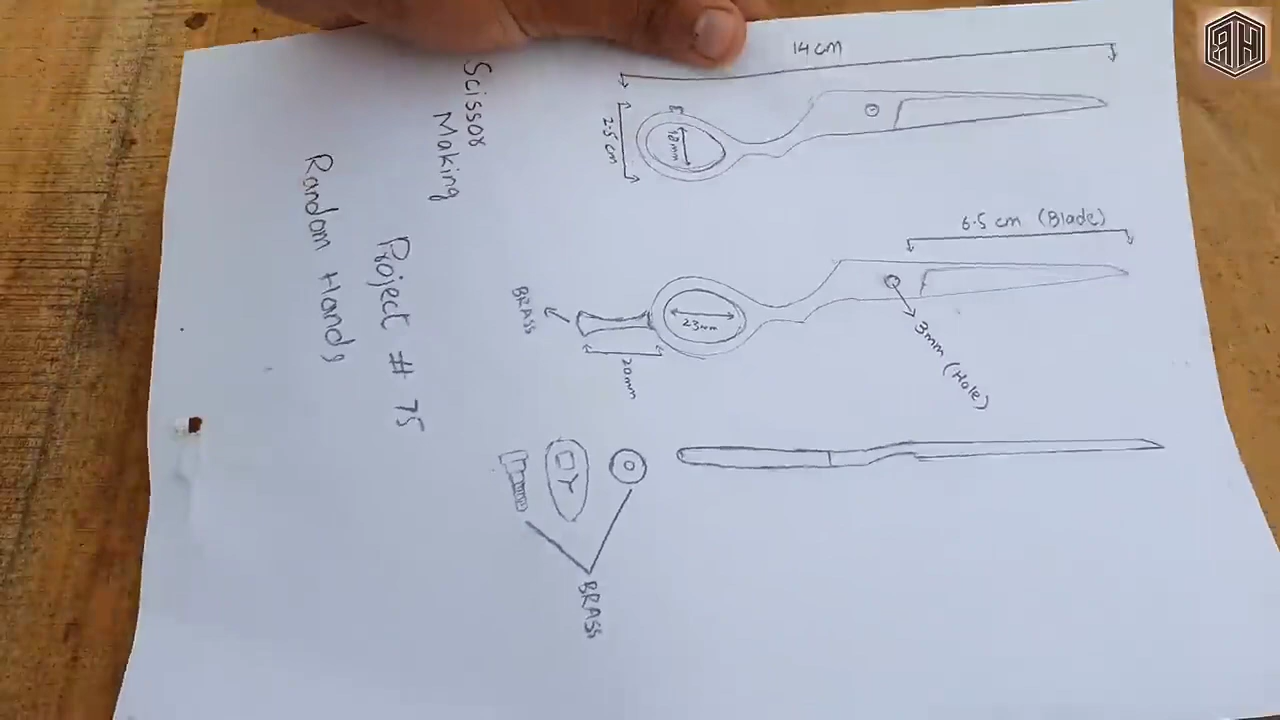 14 cm
2.5 cm
18mm
6.5 cm (Blade)
23mm
3mm (Hole)
BRASS
20mm
BRASS
Scissor
Making
Project # 75
Random Hands